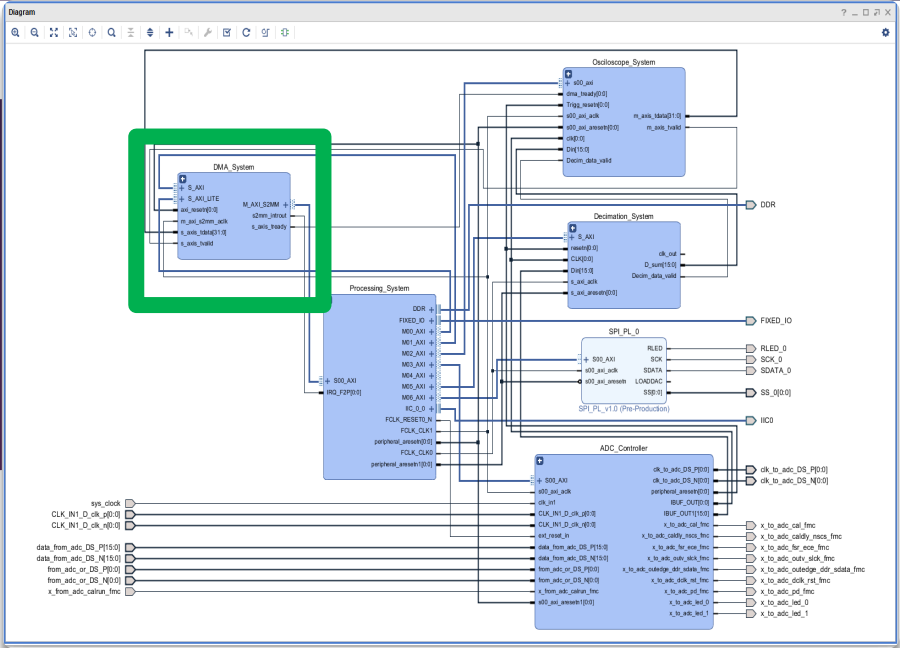 Diagram
Osciloscope_System
s00_axi
dma_tready[0:0]
Trigg_resetn[0:0]
s00_axi_aclk
s00_axi_aresetn[0:0]
clk[0:0]
Din[15:0]
Decim_data_valid
m_axis_tdata[31:0]
m_axis_tvalid
DMA_System
S_AXI
S_AXI_LITE
axi_resetn[0:0]
m_axi_s2mm_aclk
s_axis_tdata[31:0]
s_axis_tvalid
M_AXI_S2MM
s2mm_introut
s_axis_tready
DDR
Decimation_System
S_AXI
resetn[0:0]
CLK[0:0]
Din[15:0]
s_axi_aclk
s_axi_aresetn[0:0]
clk_out
D_sum[15:0]
Decim_data_valid
Processing_System
S00_AXI
IRQ_F2P[0:0]
DDR
FIXED_IO
M00_AXI
M01_AXI
M02_AXI
M03_AXI
M04_AXI
M05_AXI
M06_AXI
IIC_0_0
FCLK_RESET0_N
FCLK_CLK1
peripheral_aresetn[0:0]
FCLK_CLK0
peripheral_aresetn1[0:0]
FIXED_IO
SPI_PL_0
S00_AXI
s00_axi_aclk
s00_axi_aresetn
RLED
SCK
SDATA
LOADDAC
SS[0:0]
SPI_PL_v1.0 (Pre-Production)
RLED_0
SCK_0
SDATA_0
SS_0[0:0]
IIC0
ADC_Controller
S00_AXI
s00_axi_aclk
clk_in1
CLK_IN1_D_clk_p[0:0]
CLK_IN1_D_clk_n[0:0]
ext_reset_in
data_from_adc_DS_P[15:0]
data_from_adc_DS_N[15:0]
from_adc_or_DS_P[0:0]
from_adc_or_DS_N[0:0]
x_from_adc_calrun_fmc
s00_axi_aresetn1[0:0]
clk_to_adc_DS_P[0:0]
clk_to_adc_DS_N[0:0]
peripheral_aresetn[0:0]
IBUF_OUT[0:0]
IBUF_OUT1[15:0]
x_to_adc_cal_fmc
x_to_adc_caldly_nscs_fmc
x_to_adc_fsr_ece_fmc
x_to_adc_outv_slck_fmc
x_to_adc_outedge_ddr_sdata_fmc
x_to_adc_dclk_rst_fmc
x_to_adc_pd_fmc
x_to_adc_led_0
x_to_adc_led_1
sys_clock
CLK_IN1_D_clk_p[0:0]
CLK_IN1_D_clk_n[0:0]
data_from_adc_DS_P[15:0]
data_from_adc_DS_N[15:0]
from_adc_or_DS_P[0:0]
from_adc_or_DS_N[0:0]
x_from_adc_calrun_fmc
clk_to_adc_DS_P[0:0]
clk_to_adc_DS_N[0:0]
x_to_adc_cal_fmc
x_to_adc_caldly_nscs_fmc
x_to_adc_fsr_ece_fmc
x_to_adc_outv_slck_fmc
x_to_adc_outedge_ddr_sdata_fmc
x_to_adc_dclk_rst_fmc
x_to_adc_pd_fmc
x_to_adc_led_0
x_to_adc_led_1